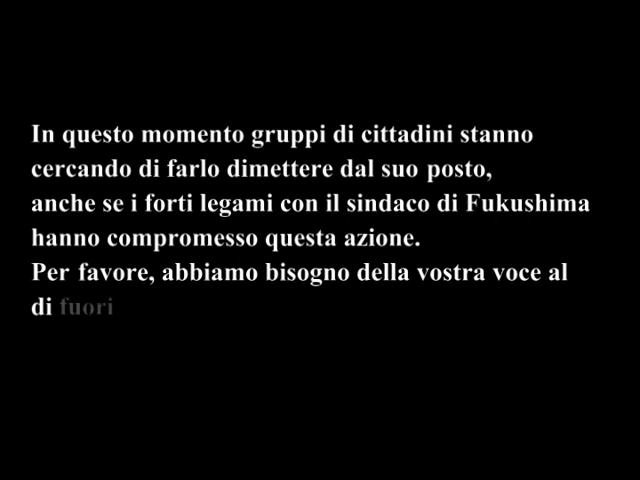 In questo momento gruppi di cittadini stanno
cercando di farlo dimettere dal suo posto,
anche se i forti legami con il sindaco di Fukushima
hanno compromesso questa azione.
Per favore, abbiamo bisogno della vostra voce al
di fuori